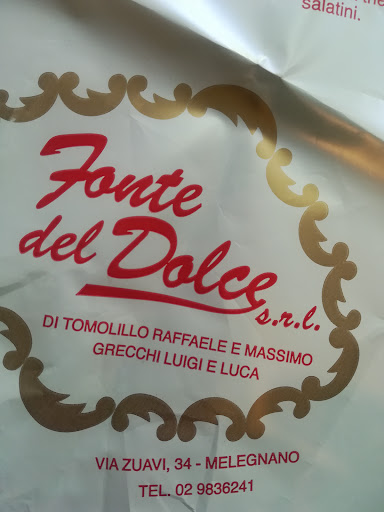 salatini.
Fonte
del Dolce s.r.l.
DI TOMOLILLO RAFFAELE E MASSIMO
GRECCHI LUIGI E LUCA
VIA ZUAVI, 34 - MELEGNANO
TEL. 02 9836241